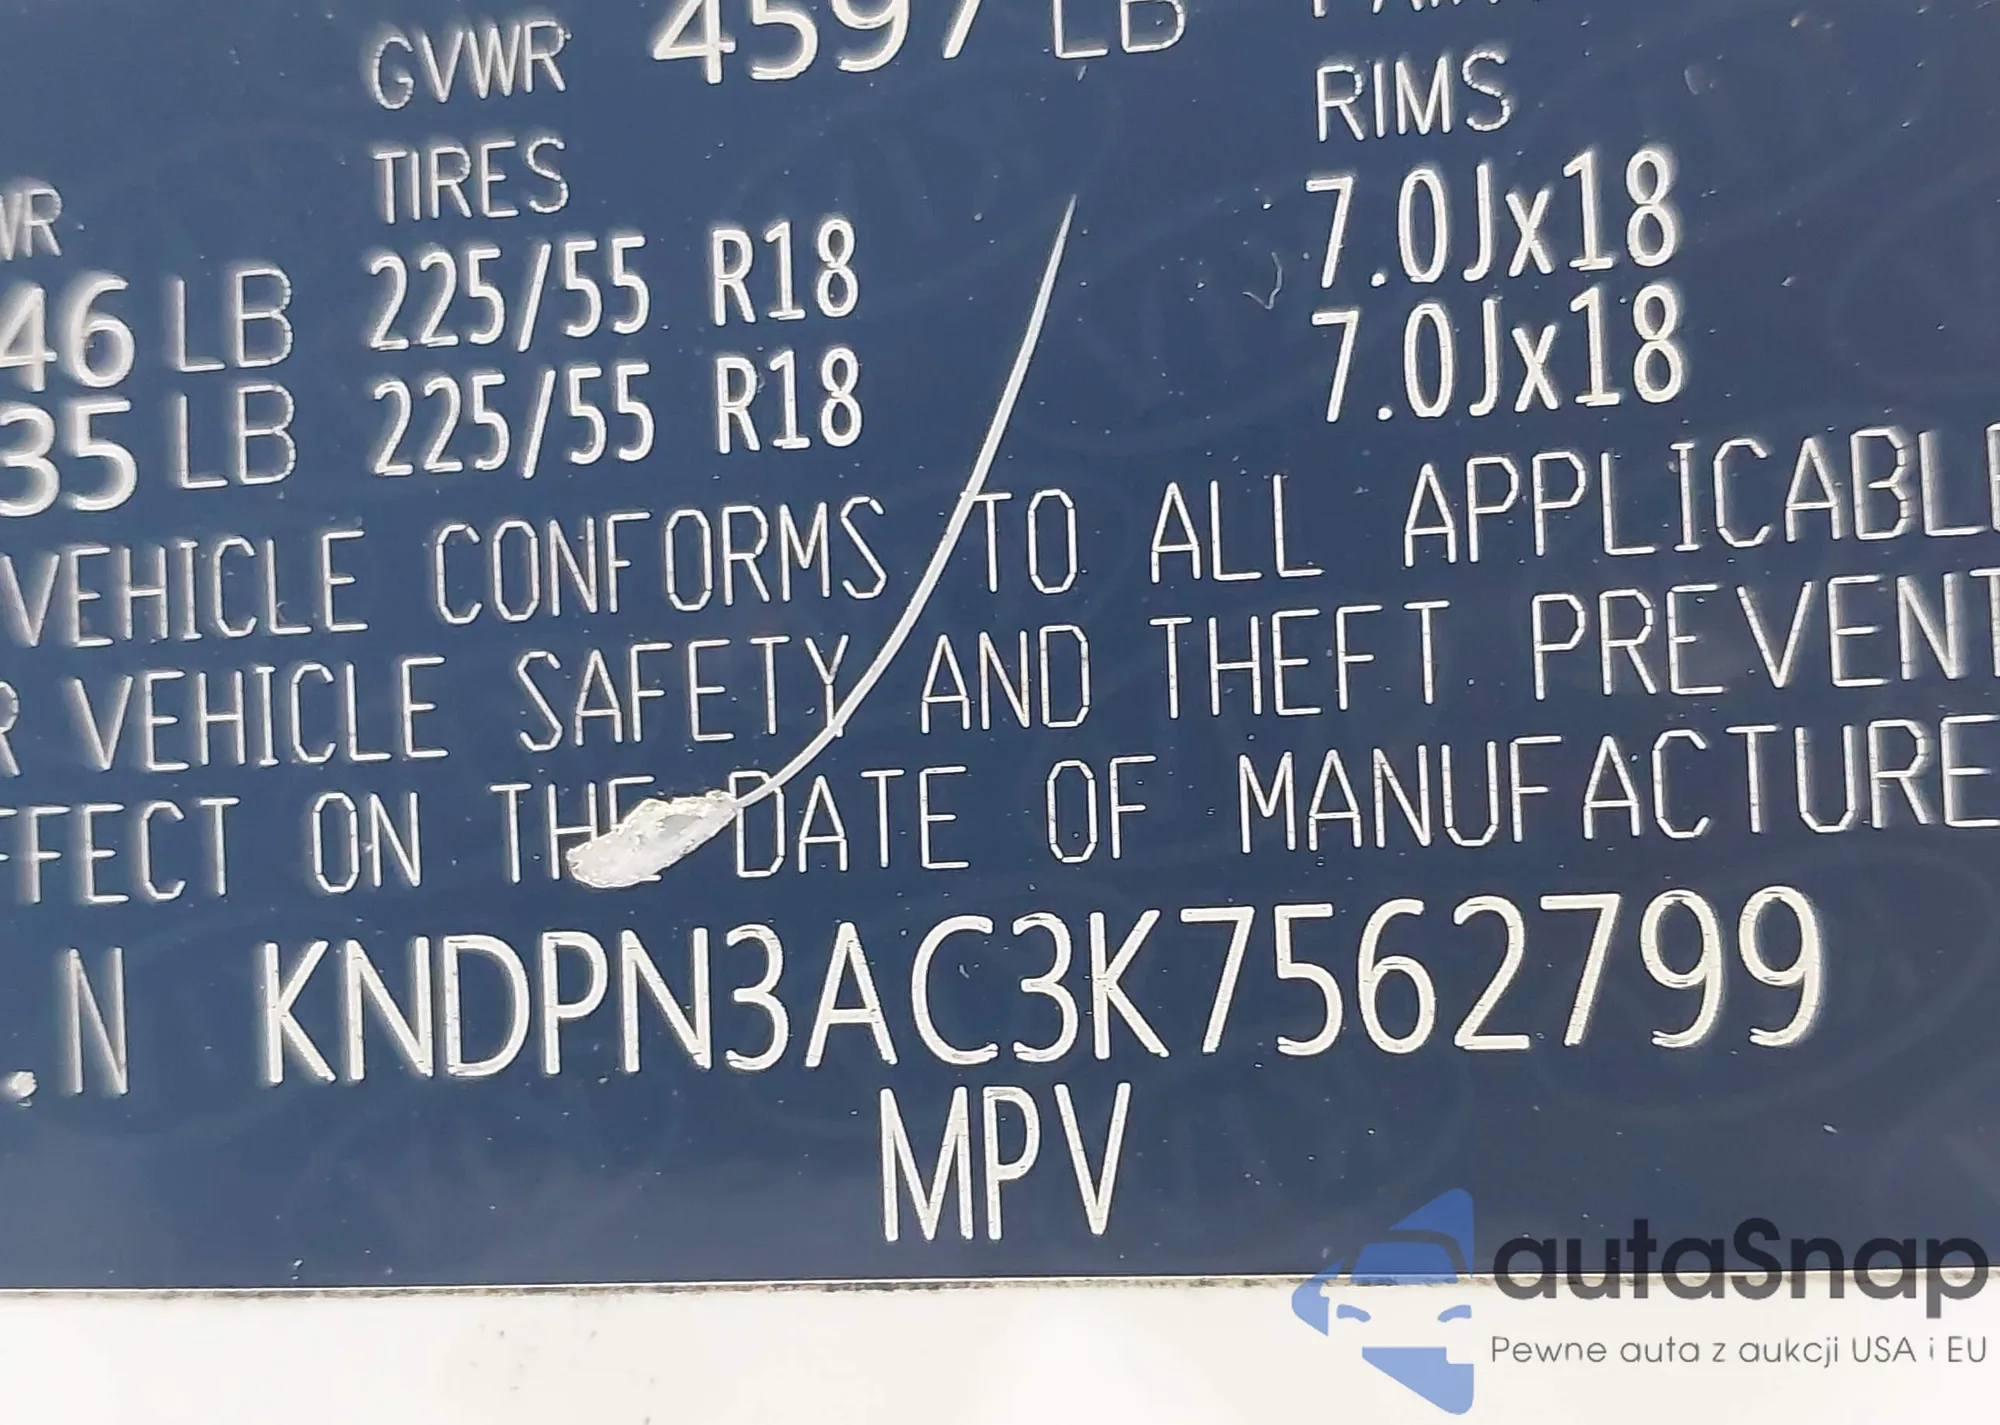 GVWR 4597 LB
RIMS
TIRES
WR
7.0Jx18
46 LB 225/55 R18
7.0Jx18
35 LB 225/55 R18
VEHICLE CONFORMS TO ALL APPLICABLE
R VEHICLE SAFETY AND THEFT PREVENT
FFECT ON THE DATE OF MANUFACTURE
.N KNDPN3AC3K7562799
MPV
autaSnap
Pewne auta z aukcji USA i EU